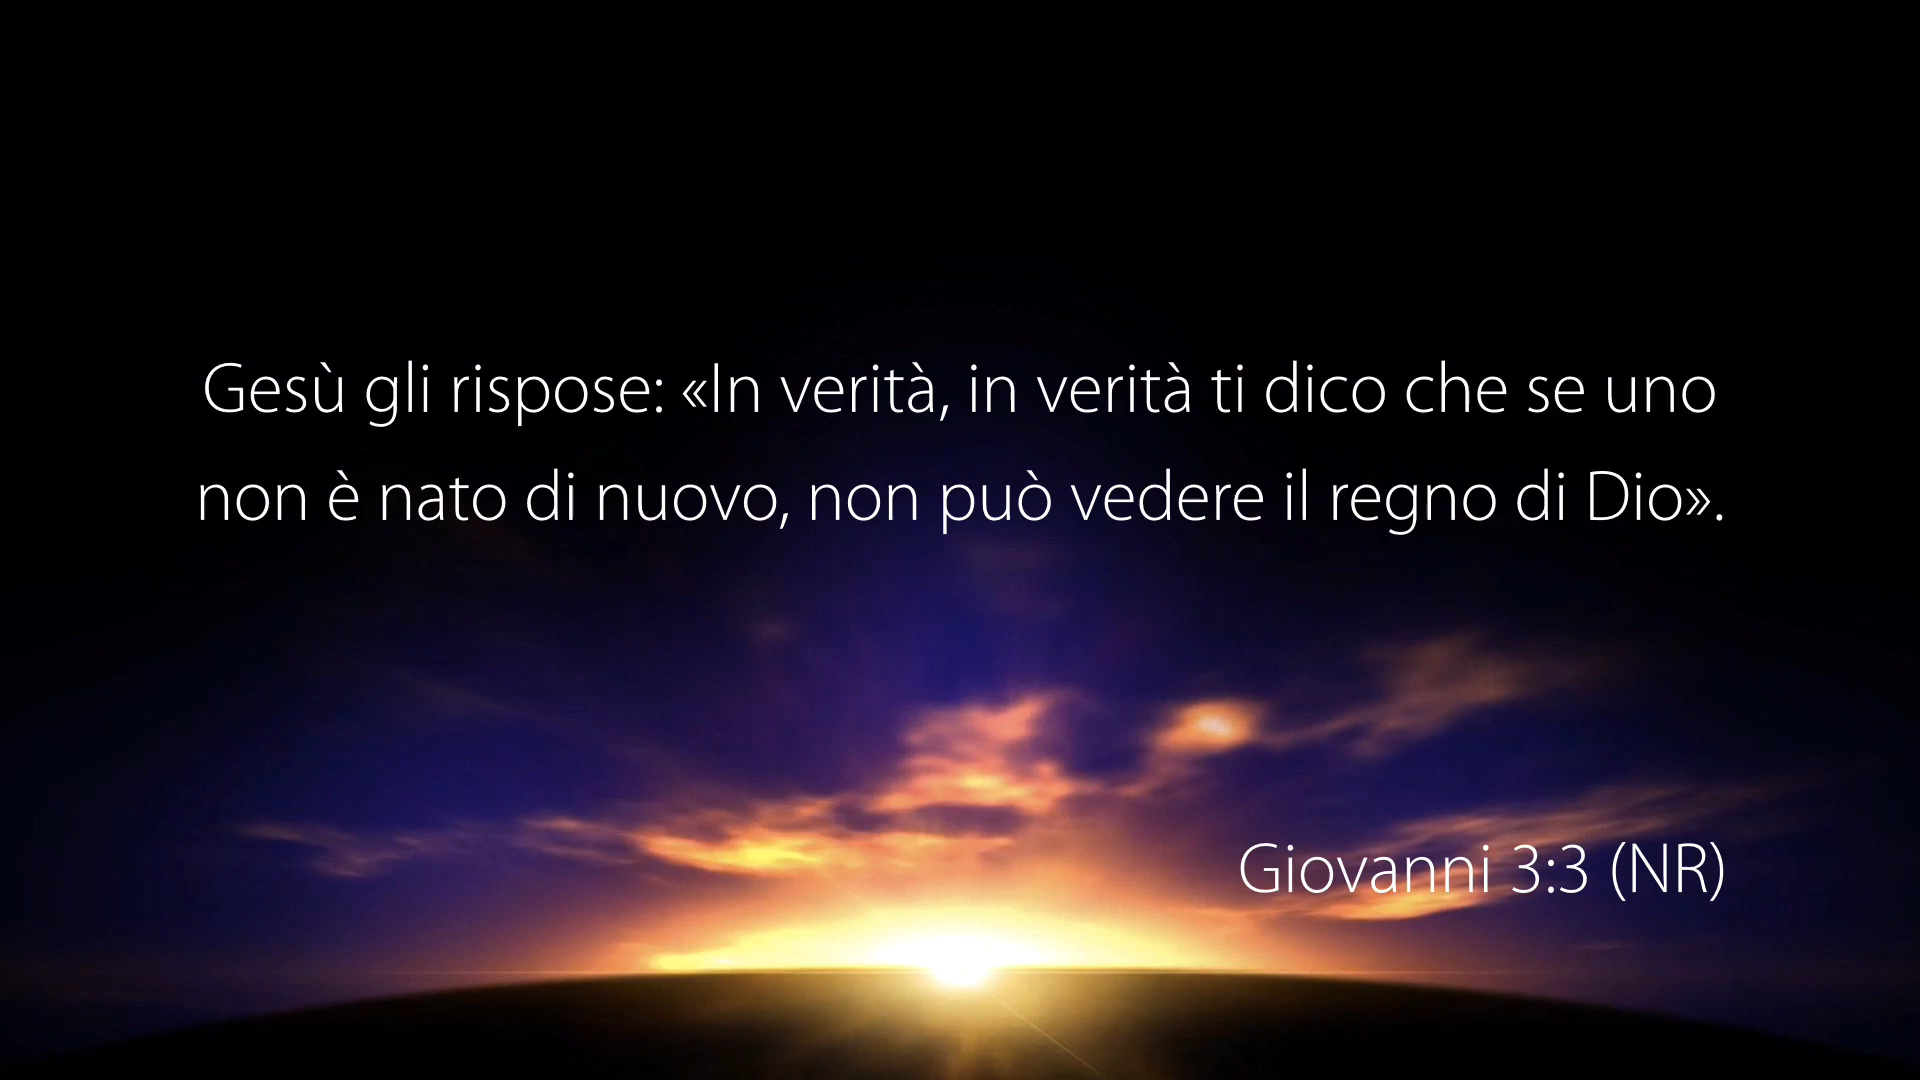 Gesù gli rispose: «In verità, in verità ti dico che se uno
non è nato di nuovo, non può vedere il regno di Dio».
Giovanni 3:3 (NR)